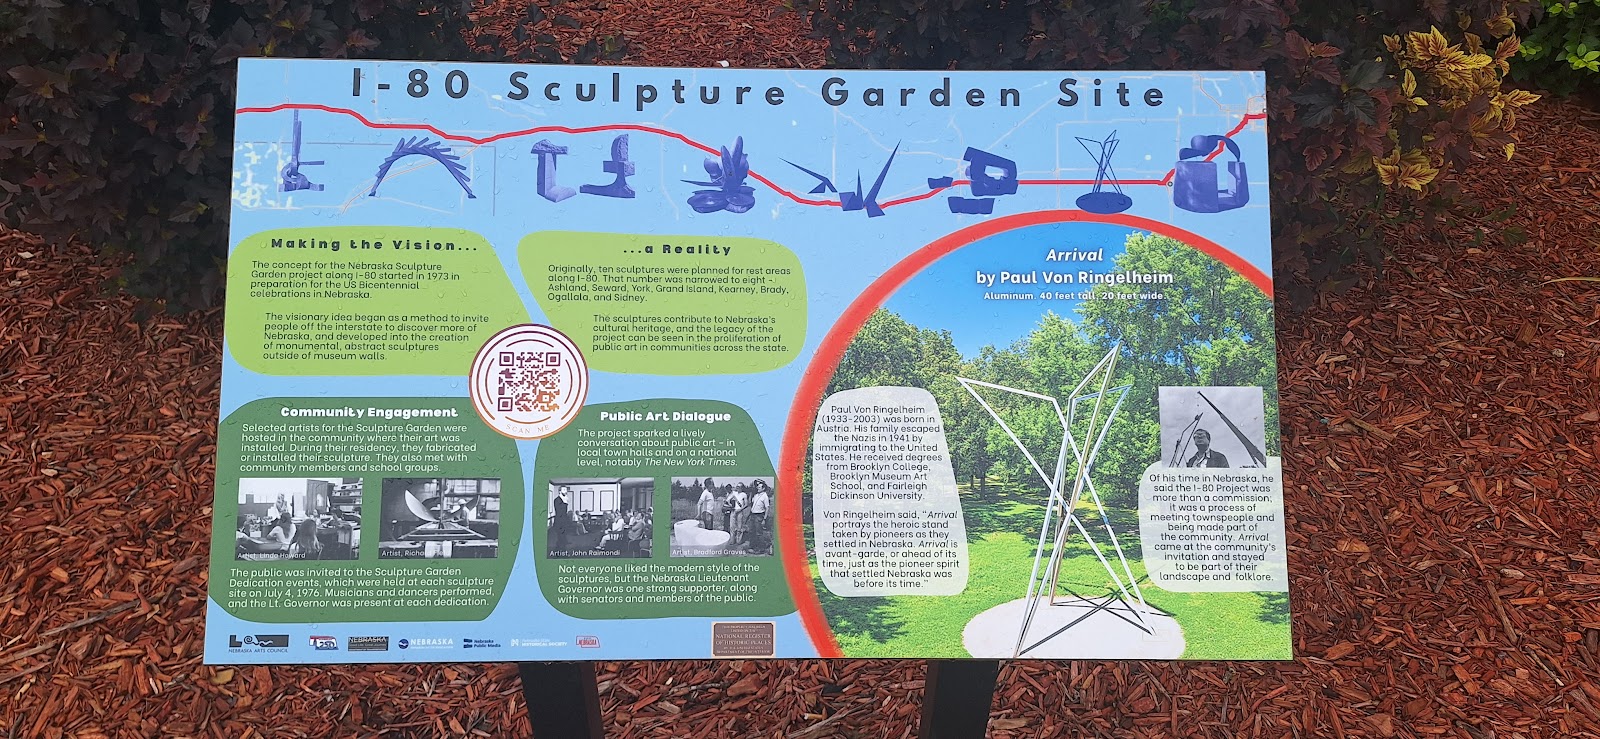 I-80 Sculpture Garden Site
Making the Vision...
The concept for the Nebraska Sculpture
Garden project along I-80 started in 1973 in
preparation for the US Bicentennial
celebrations in Nebraska.
The visionary idea began as a method to invite
people off the interstate to discover more of
Nebraska, and developed into the creation
of monumental, abstract sculptures
outside of museum walls.
...a Reality
Originally, ten sculptures were planned for rest areas
along I-80. That number was narrowed to eight -
Ashland, Seward, York, Grand Island, Kearney, Brady,
Ogallala, and Sidney.
The sculptures contribute to Nebraska's
cultural heritage, and the legacy of the
project can be seen in the proliferation of
public art in communities across the state.
SCAN ME
Community Engagement
Selected artists for the Sculpture Garden were
hosted in the community where their art was
installed. During their residency, they fabricated
or installed their sculpture. They also met with
community members and school groups.
Artist, Linda Howard
Artist, Richard
The public was invited to the Sculpture Garden
Dedication events, which were held at each sculpture
site on July 4, 1976. Musicians and dancers performed,
and the Lt. Governor was present at each dedication.
Public Art Dialogue
The project sparked a lively
conversation about public art - in
local town halls and on a national
level, notably The New York Times.
Artist, John Raimondi
Artist, Bradford Graves
Not everyone liked the modern style of the
sculptures, but the Nebraska Lieutenant
Governor was one strong supporter, along
with senators and members of the public.
Arrival
by Paul Von Ringelheim
Aluminum. 40 feet tall, 20 feet wide.
Paul Von Ringelheim
(1933-2003) was born in
Austria. His family escaped
the Nazis in 1941 by
immigrating to the United
States. He received degrees
from Brooklyn College,
Brooklyn Museum Art
School, and Fairleigh
Dickinson University.
Von Ringelheim said, "Arrival
portrays the heroic stand
taken by pioneers as they
settled in Nebraska. Arrival is
avant-garde, or ahead of its
time, just as the pioneer spirit
that settled Nebraska was
before its time."
Of his time in Nebraska, he
said the I-80 Project was
more than a commission;
it was a process of
meeting townspeople and
being made part of
the community. Arrival
came at the community's
invitation and stayed
to be part of their
landscape and folklore.
NEBRASKA ARTS COUNCIL
NEBRASKA
NEBRASKA
Nebraska
Public Media
NATIONAL REGISTER
OF HISTORIC PLACES